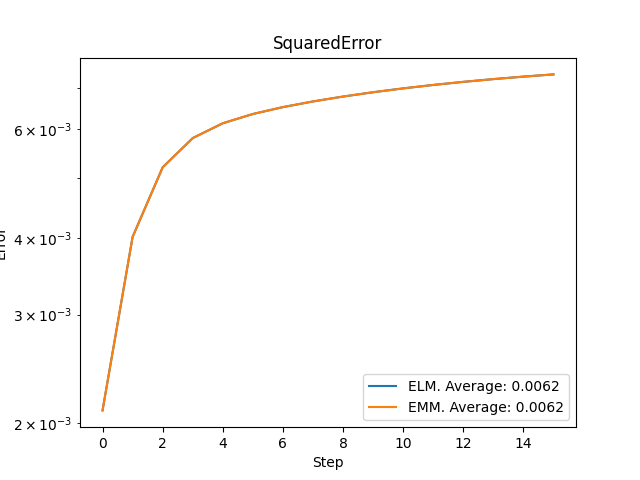 SquaredError
6 × 10⁻³
4 × 10⁻³
3 × 10⁻³
2 × 10⁻³
Error
ELM. Average: 0.0062
EMM. Average: 0.0062
0 2 4 6 8 10 12 14
Step